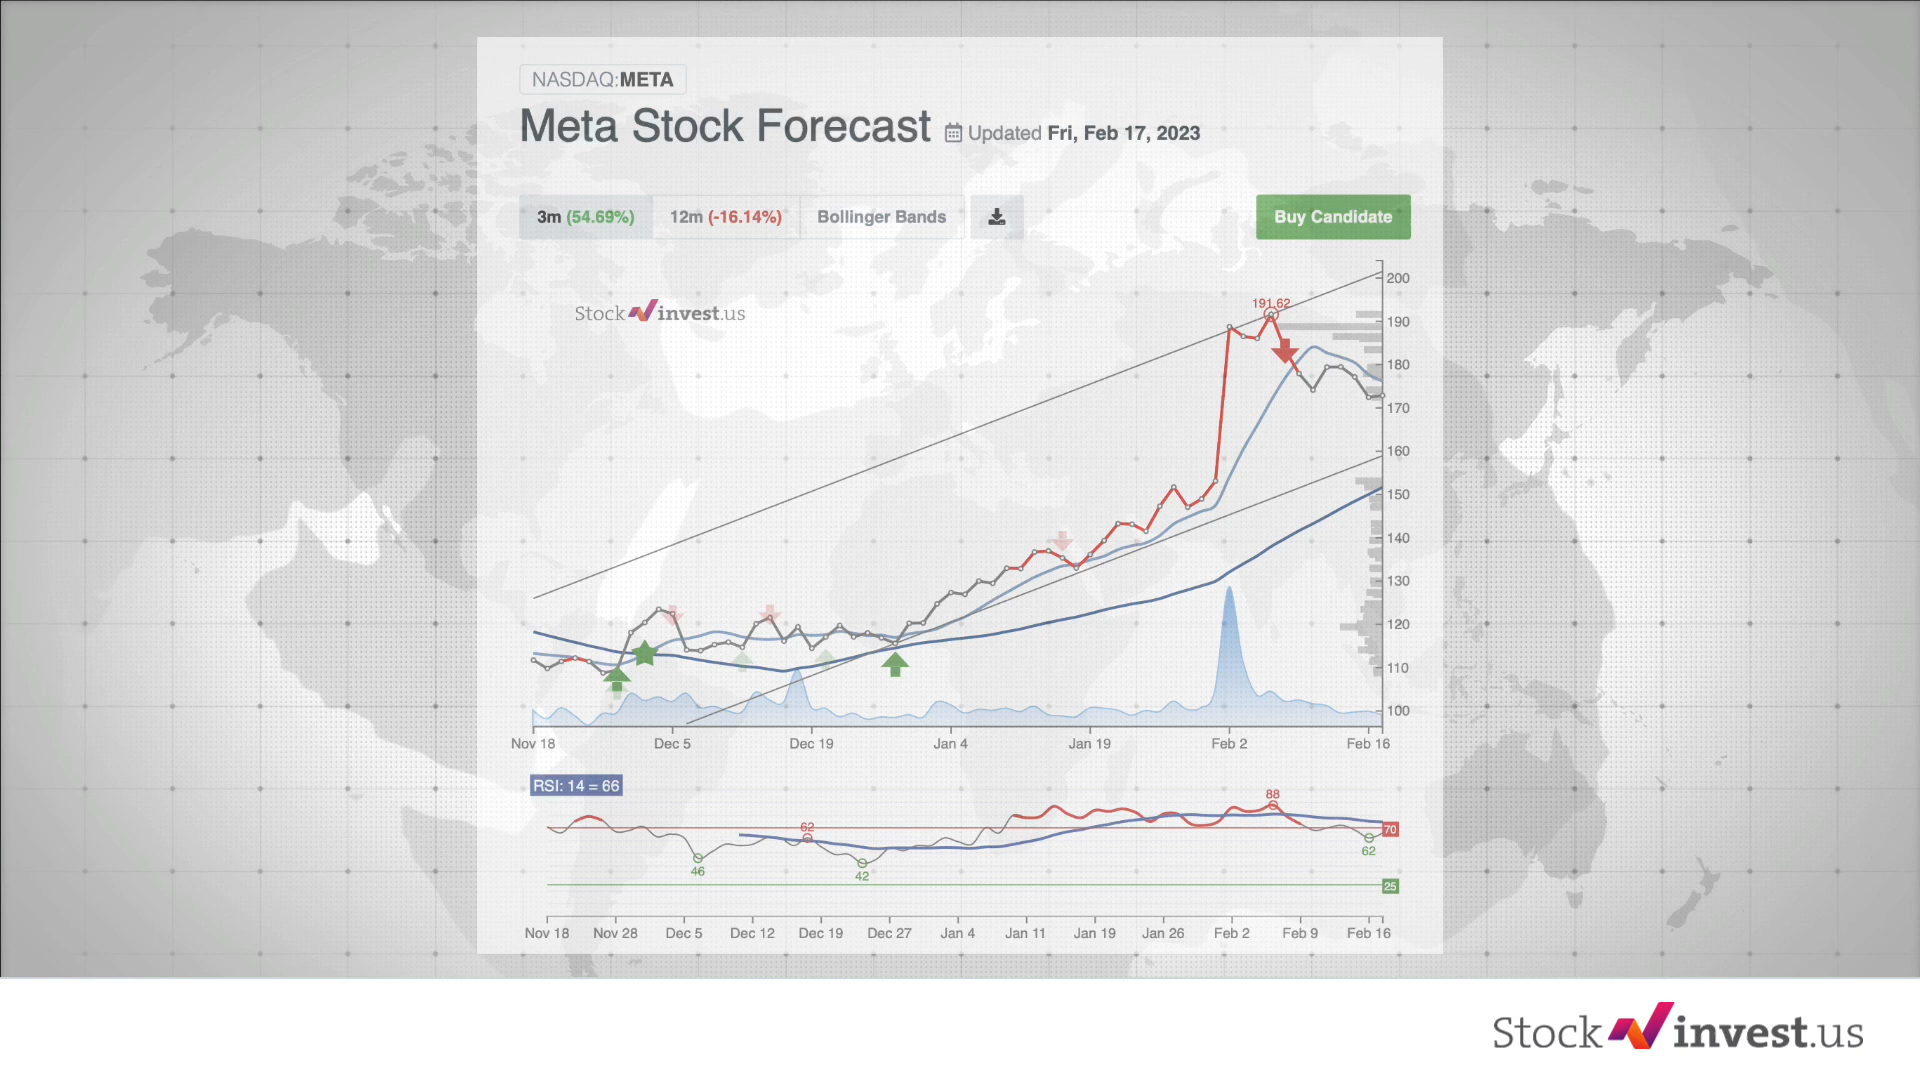 NASDAQ:META
Meta Stock Forecast Updated Fri, Feb 17, 2023
3m (54.69%) 12m (-16.14%) Bollinger Bands Buy Candidate
Stock invest.us
191.62
200
190
180
170
160
150
140
130
120
110
100
Nov 18 Dec 5 Dec 19 Jan 4 Jan 19 Feb 2 Feb 16
RSI: 14 = 66
88
62
70
46
42
62
25
Nov 18 Nov 28 Dec 5 Dec 12 Dec 19 Dec 27 Jan 4 Jan 11 Jan 19 Jan 26 Feb 2 Feb 9 Feb 16
Stock invest.us